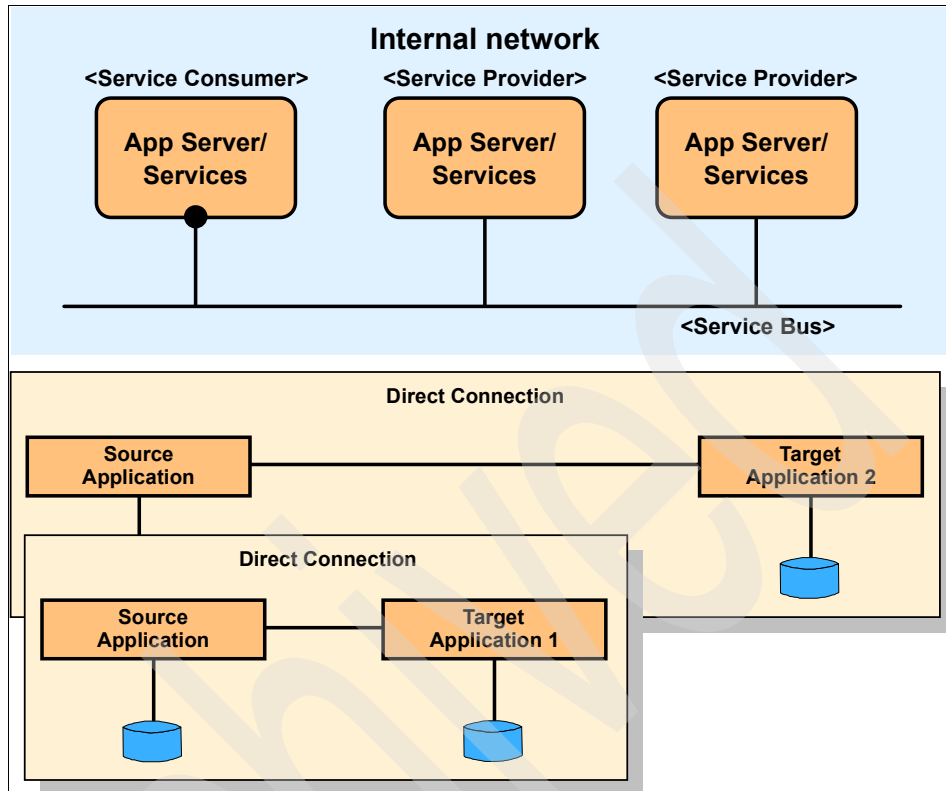 Internal network
<Service Consumer>
<Service Provider>
<Service Provider>
App Server/
Services
App Server/
Services
App Server/
Services
<Service Bus>
Direct Connection
Source
Application
Target
Application 2
Direct Connection
Source
Application
Target
Application 1